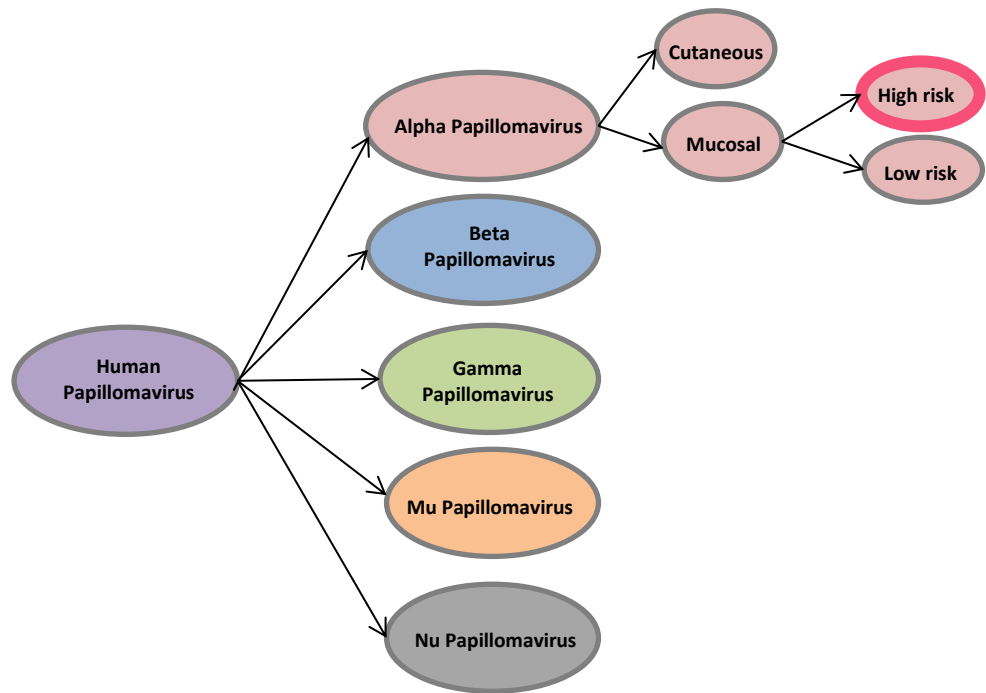 Cutaneous
High risk
Alpha Papillomavirus
Mucosal
Low risk
Beta
Papillomavirus
Human
Papillomavirus
Gamma
Papillomavirus
Mu Papillomavirus
Nu Papillomavirus